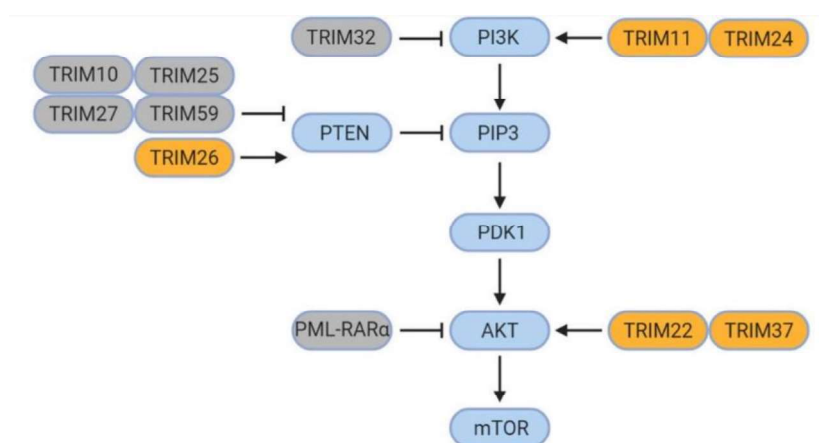 TRIM32 PI3K TRIM11 TRIM24
TRIM10 TRIM25
TRIM27 TRIM59
PTEN PIP3
TRIM26
PDK1
PML-RARα AKT TRIM22 TRIM37
mTOR